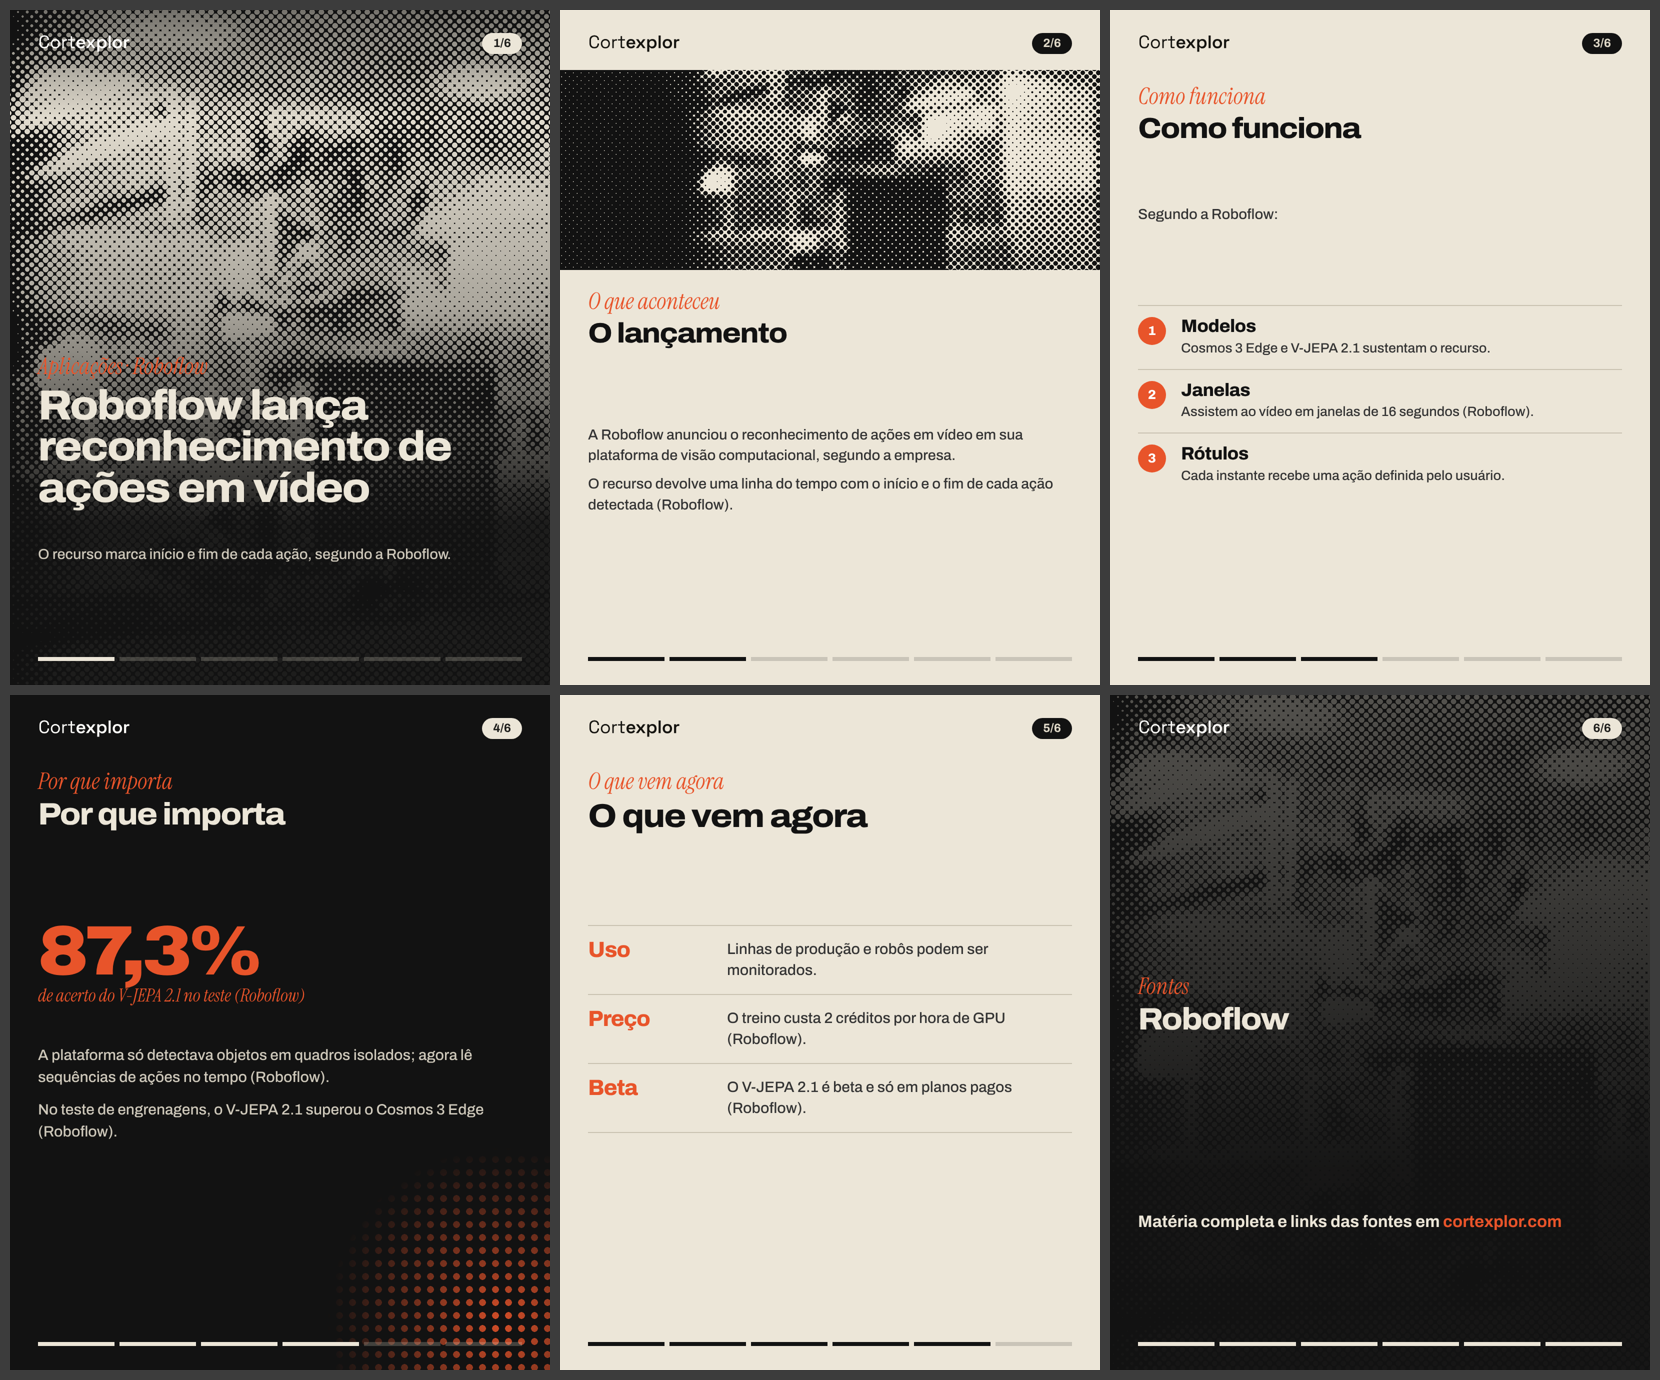 Cortexplor
1/6
Aplicações · Roboflow
Roboflow lança
reconhecimento de
ações em vídeo
O recurso marca início e fim de cada ação, segundo a Roboflow.
Cortexplor
2/6
O que aconteceu
O lançamento
A Roboflow anunciou o reconhecimento de ações em vídeo em sua
plataforma de visão computacional, segundo a empresa.
O recurso devolve uma linha do tempo com o início e o fim de cada ação
detectada (Roboflow).
Cortexplor
3/6
Como funciona
Como funciona
Segundo a Roboflow:
1
Modelos
Cosmos 3 Edge e V-JEPA 2.1 sustentam o recurso.
2
Janelas
Assistem ao vídeo em janelas de 16 segundos (Roboflow).
3
Rótulos
Cada instante recebe uma ação definida pelo usuário.
Cortexplor
4/6
Por que importa
Por que importa
87,3%
de acerto do V-JEPA 2.1 no teste (Roboflow)
A plataforma só detectava objetos em quadros isolados; agora lê
sequências de ações no tempo (Roboflow).
No teste de engrenagens, o V-JEPA 2.1 superou o Cosmos 3 Edge
(Roboflow).
Cortexplor
5/6
O que vem agora
O que vem agora
Uso
Linhas de produção e robôs podem ser
monitorados.
Preço
O treino custa 2 créditos por hora de GPU
(Roboflow).
Beta
O V-JEPA 2.1 é beta e só em planos pagos
(Roboflow).
Cortexplor
6/6
Fontes
Roboflow
Matéria completa e links das fontes em cortexplor.com